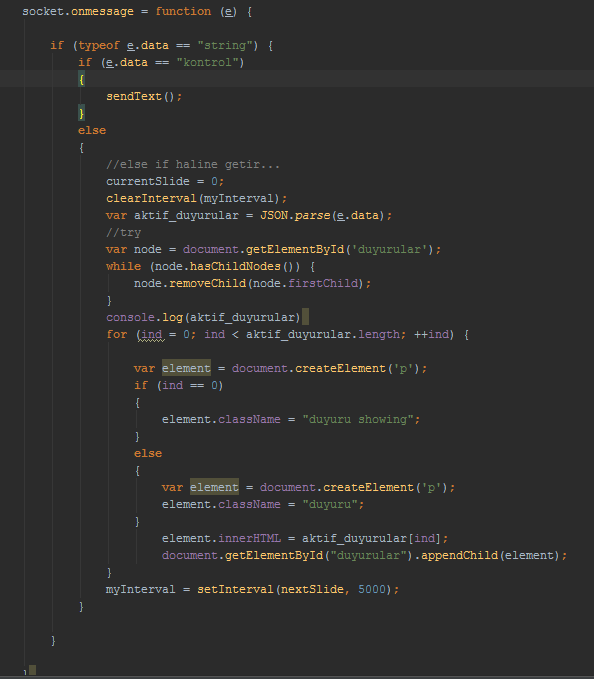 socket.onmessage = function (e) {
if (typeof e.data == "string") {
if (e.data == "kontrol")
{
sendText();
}
else
{
//else if haline getir...
currentSlide = 0;
clearInterval(myInterval);
var aktif_duyurular = JSON.parse(e.data);
//try
var node = document.getElementById('duyurular');
while (node.hasChildNodes()) {
node.removeChild(node.firstChild);
}
console.log(aktif_duyurular)
for (ind = 0; ind < aktif_duyurular.length; ++ind) {
var element = document.createElement('p');
if (ind == 0)
{
element.className = "duyuru showing";
}
else
{
var element = document.createElement('p');
element.className = "duyuru";
}
element.innerHTML = aktif_duyurular[ind];
document.getElementById("duyurular").appendChild(element);
}
myInterval = setInterval(nextSlide, 5000);
}
}